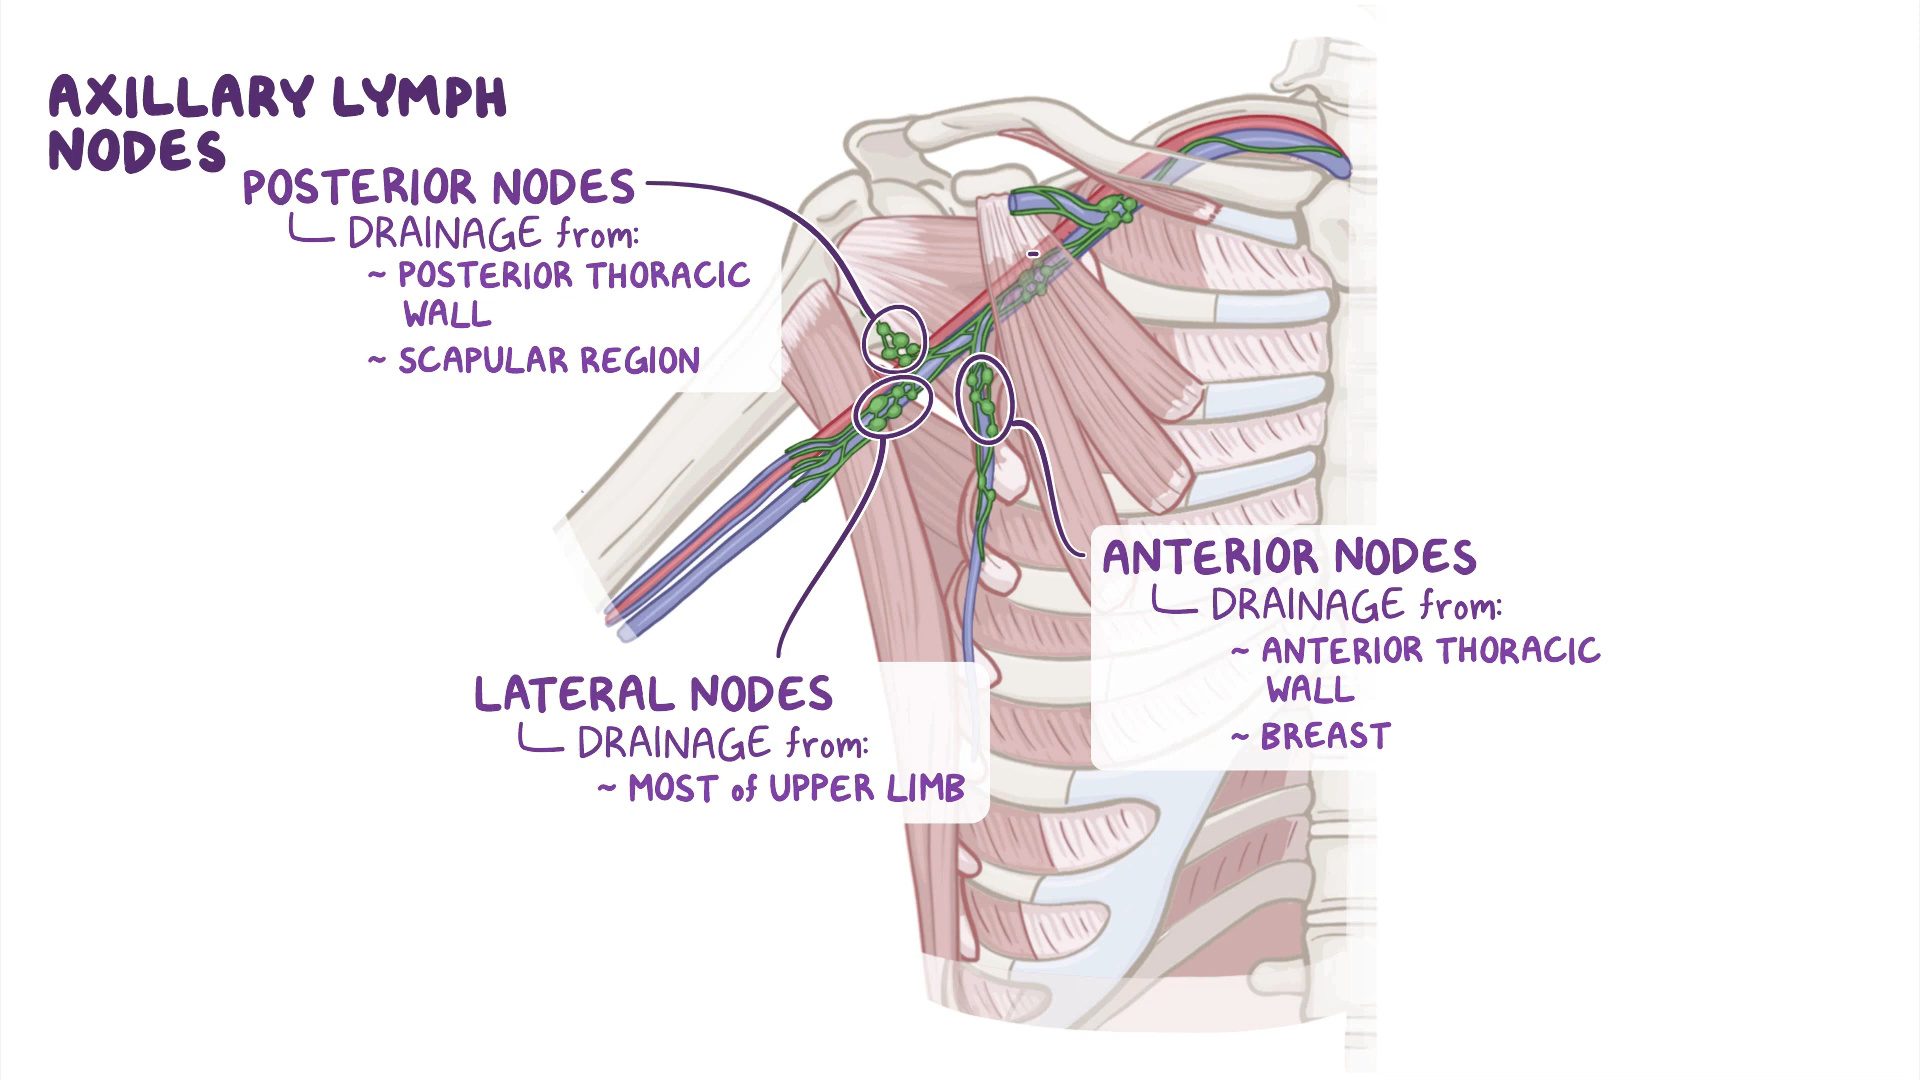 AXILLARY LYMPH
NODES
POSTERIOR NODES
DRAINAGE from:
~ POSTERIOR THORACIC
WALL
~ SCAPULAR REGION
ANTERIOR NODES
DRAINAGE from:
~ ANTERIOR THORACIC
WALL
~ BREAST
LATERAL NODES
DRAINAGE from:
~ MOST of UPPER LIMB